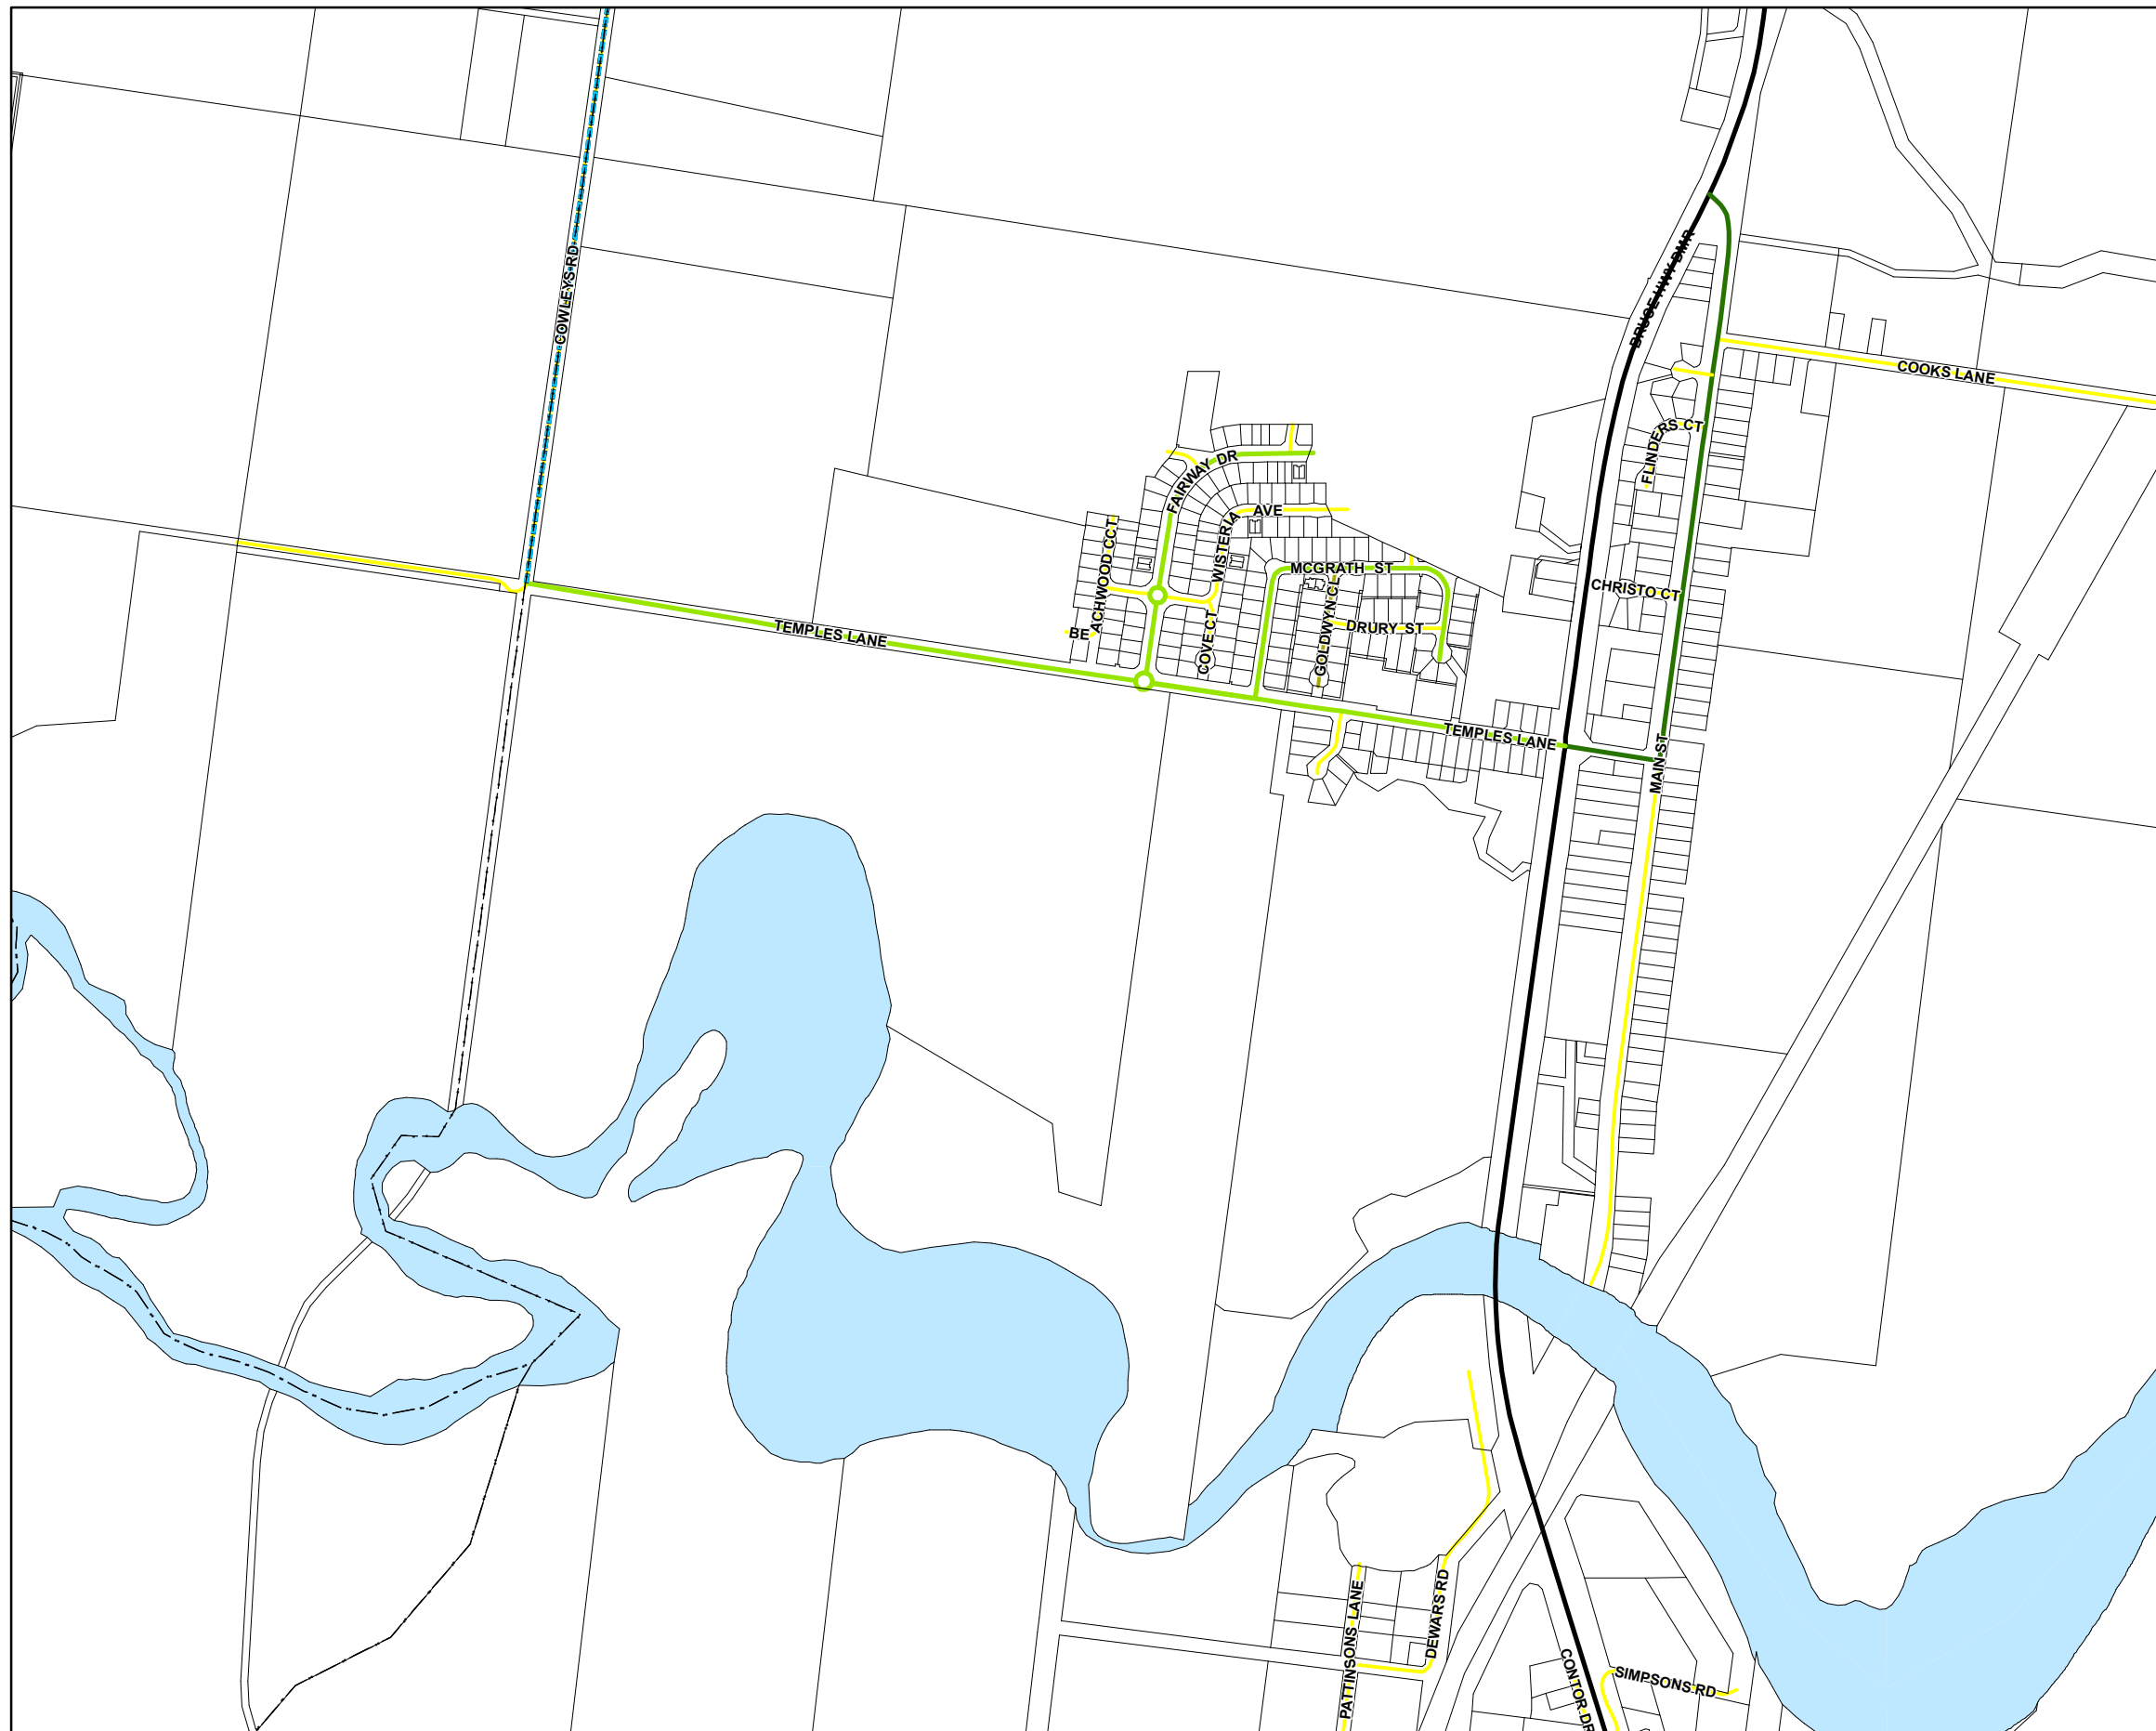 BRUCE HWY DMR
COWLEYS RD
COOKS LANE
FLINDERS CT
FAIRWAY DR
WISTERIA AVE
BE ACHWOOD CCT
MCGRATH ST
GOLDWYN CL
CHRISTO CT
DRURY ST
COVE CT
TEMPLES LANE
TEMPLES LANE
MAIN ST
PATTINSONS LANE
DEWARS RD
CONTOR DR
SIMPSONS RD